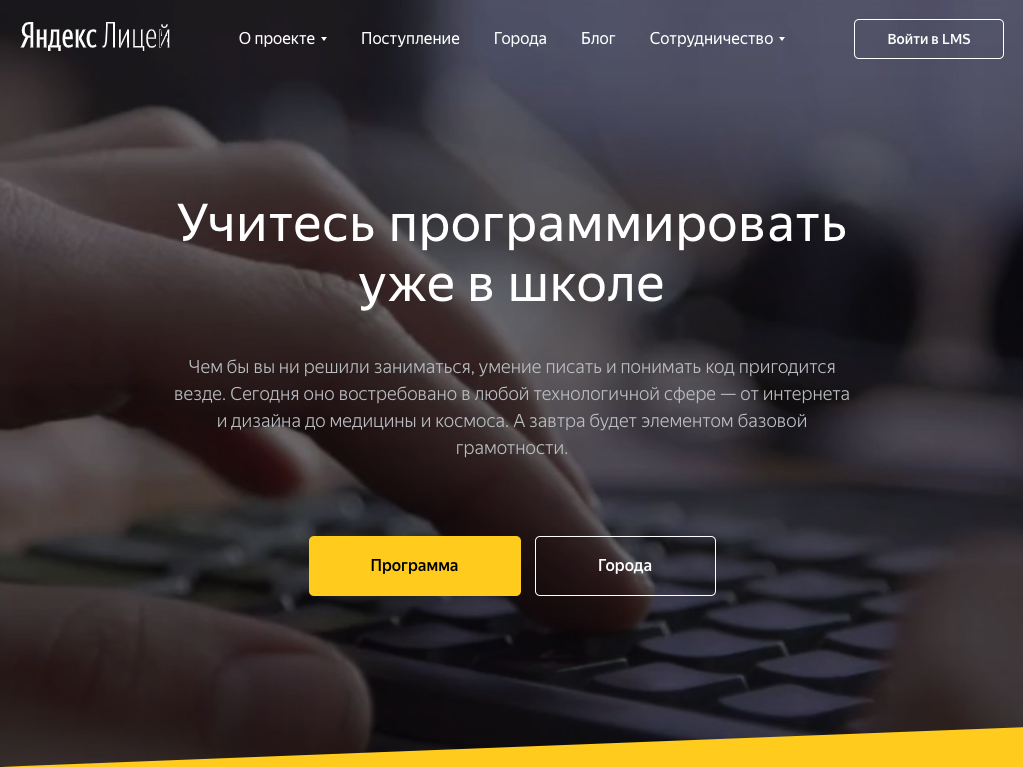 Яндекс Лицей
О проекте
Поступление
Города
Блог
Сотрудничество
Войти в LMS
Учитесь программировать
уже в школе
Чем бы вы ни решили заниматься, умение писать и понимать код пригодится
везде. Сегодня оно востребовано в любой технологичной сфере — от интернета
и дизайна до медицины и космоса. А завтра будет элементом базовой
грамотности.
Программа
Города